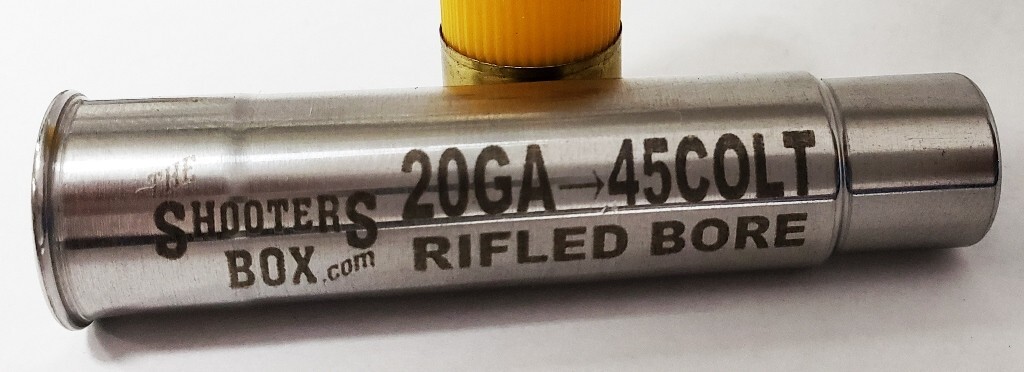 THE
SHOOTERS
BOX.com
20GA→45COLT
RIFLED BORE